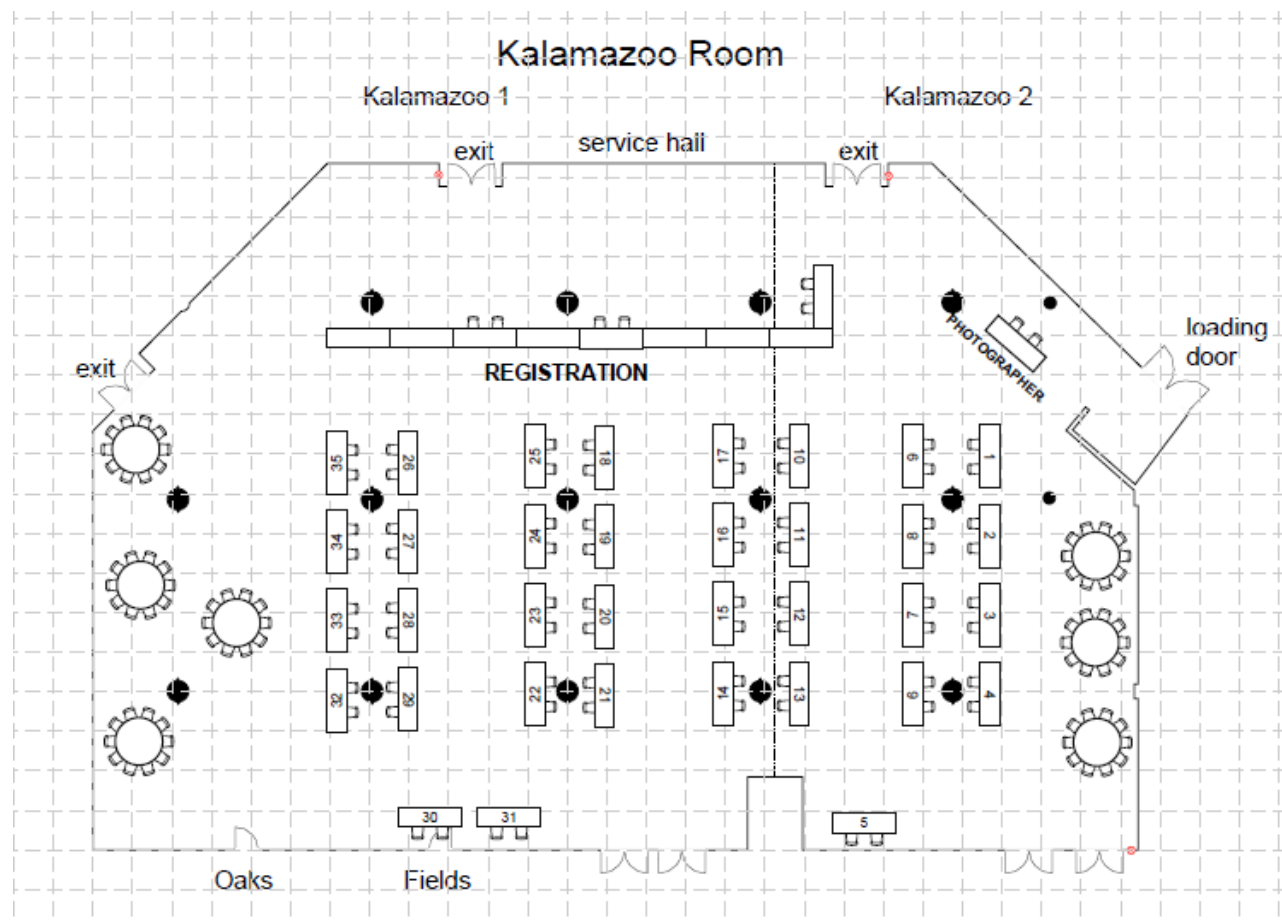 Kalamazoo Room
Kalamazoo 1
Kalamazoo 2
exit
service hall
exit
loading
door
PHOTOGRAPHER
exit
REGISTRATION
35
26
25
18
17
10
9
1
34
27
24
19
16
11
8
2
33
28
23
20
15
12
7
3
32
29
22
21
14
13
6
4
30
31
5
Oaks
Fields